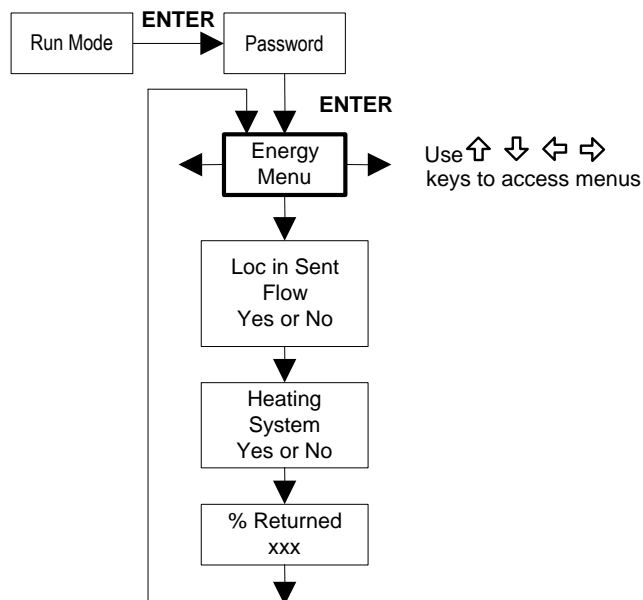 ENTER
Run Mode
Password
ENTER
Energy
Menu
Use
keys to access menus
Loc in Sent
Flow
Yes or No
Heating
System
Yes or No
% Returned
xxx